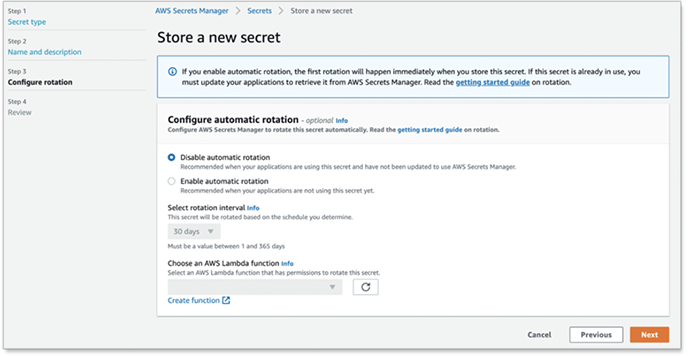 Step 1
Secret type
Step 2
Name and description
Step 3
Configure rotation
Step 4
Review
AWS Secrets Manager > Secrets > Store a new secret
Store a new secret
If you enable automatic rotation, the first rotation will happen immediately when you store this secret. If this secret is already in use, you
must update your applications to retrieve it from AWS Secrets Manager. Read the getting started guide on rotation.
Configure automatic rotation - optional Info
Configure AWS Secrets Manager to rotate this secret automatically. Read the getting started guide on rotation.
Disable automatic rotation
Recommended when your applications are using this secret and have not been updated to use AWS Secrets Manager.
Enable automatic rotation
Recommended when your applications are not using this secret yet.
Select rotation interval Info
This secret will be rotated based on the schedule you determine.
30 days
Must be a value between 1 and 365 days
Choose an AWS Lambda function Info
Select an AWS Lambda function that has permissions to rotate this secret.
Create function
Cancel Previous Next